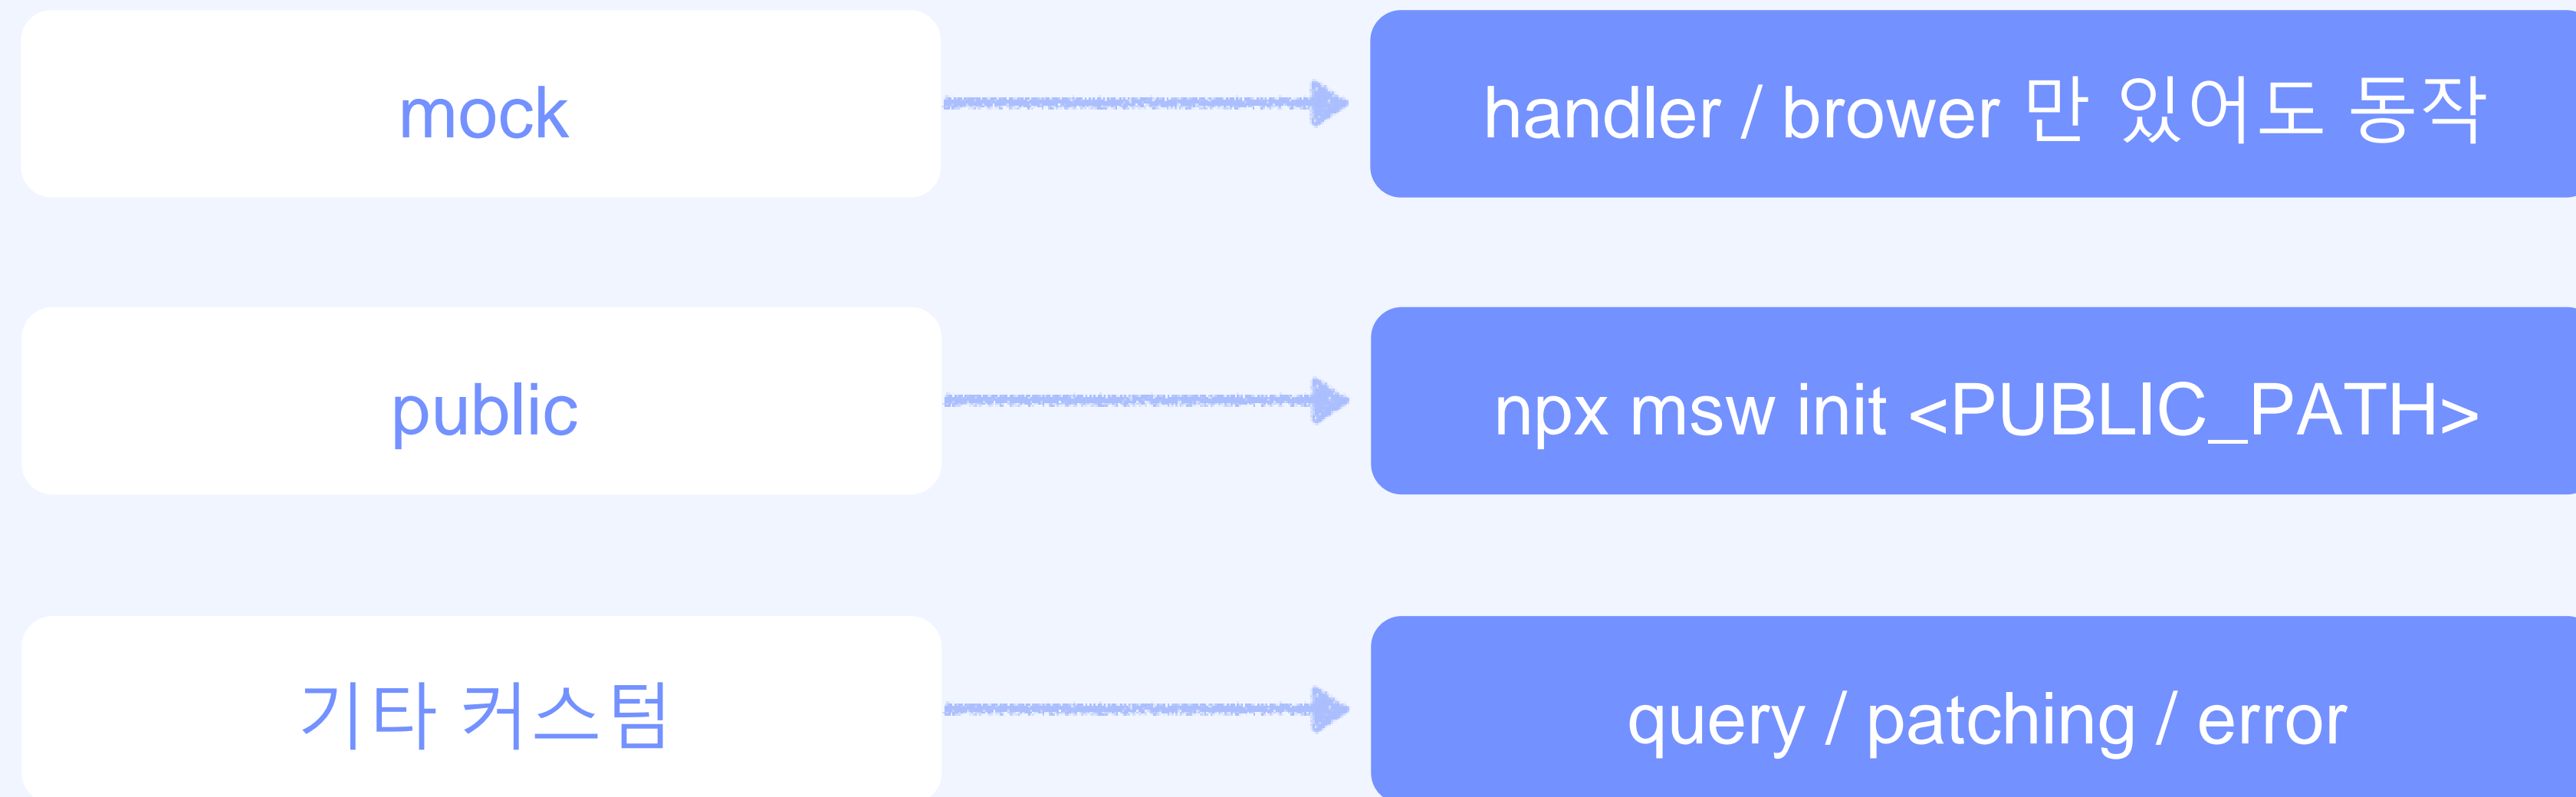 mock
handler / brower 만 있어도 동작
public
npx msw init <PUBLIC_PATH>
기타 커스텀
query / patching / error